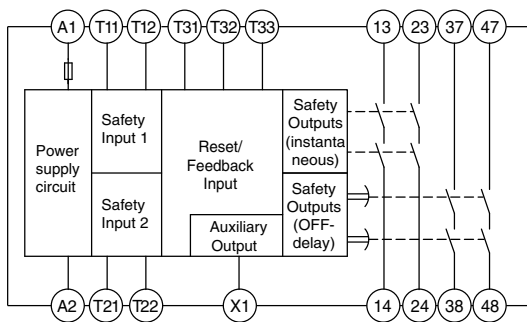 A1 T11 T12 T31 T32 T33 13 23 37 47
Power
supply
circuit
Safety
Input 1
Safety
Input 2
Reset/
Feedback
Input
Auxiliary
Output
Safety
Outputs
(instanta
neous)
Safety
Outputs
(OFF-
delay)
A2 T21 T22 X1 14 24 38 48